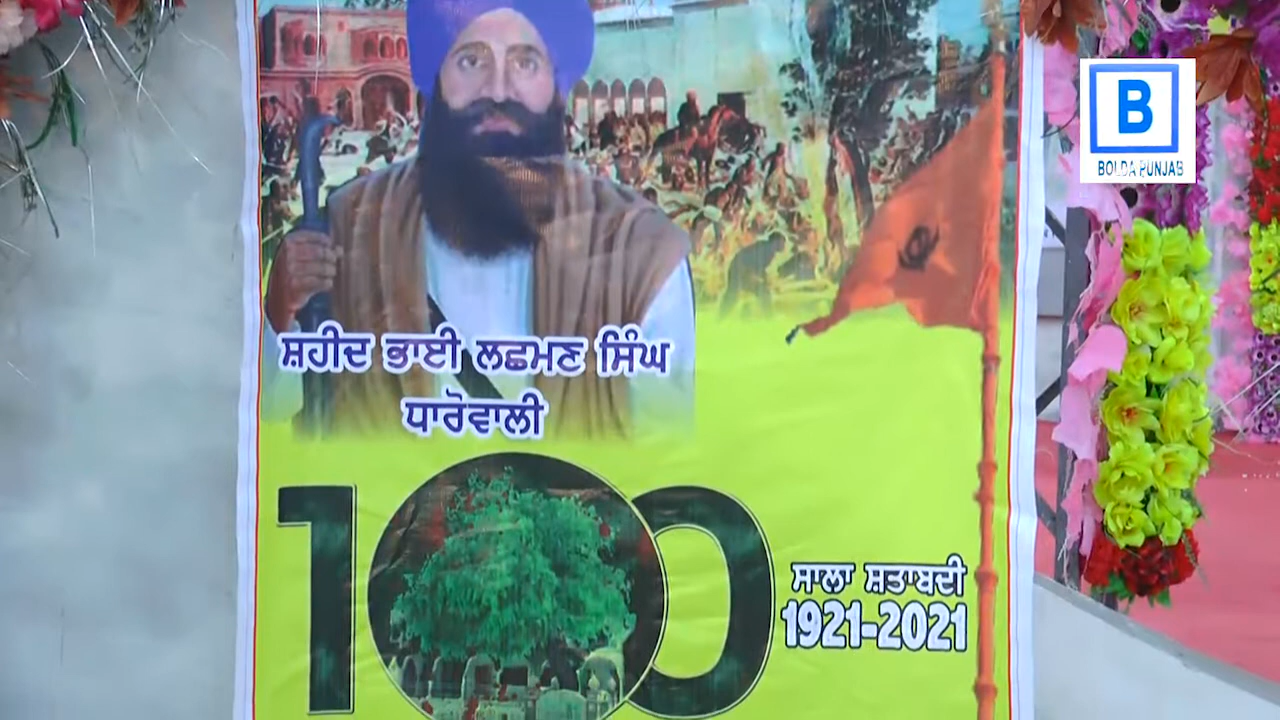 B
BOLDA PUNJAB
ਸ਼ਹੀਦ ਭਾਈ ਲਛਮਣ ਸਿੰਘ
ਧਾਰੋਵਾਲੀ
100
ਸਾਲਾ ਸ਼ਤਾਬਦੀ
1921-2021